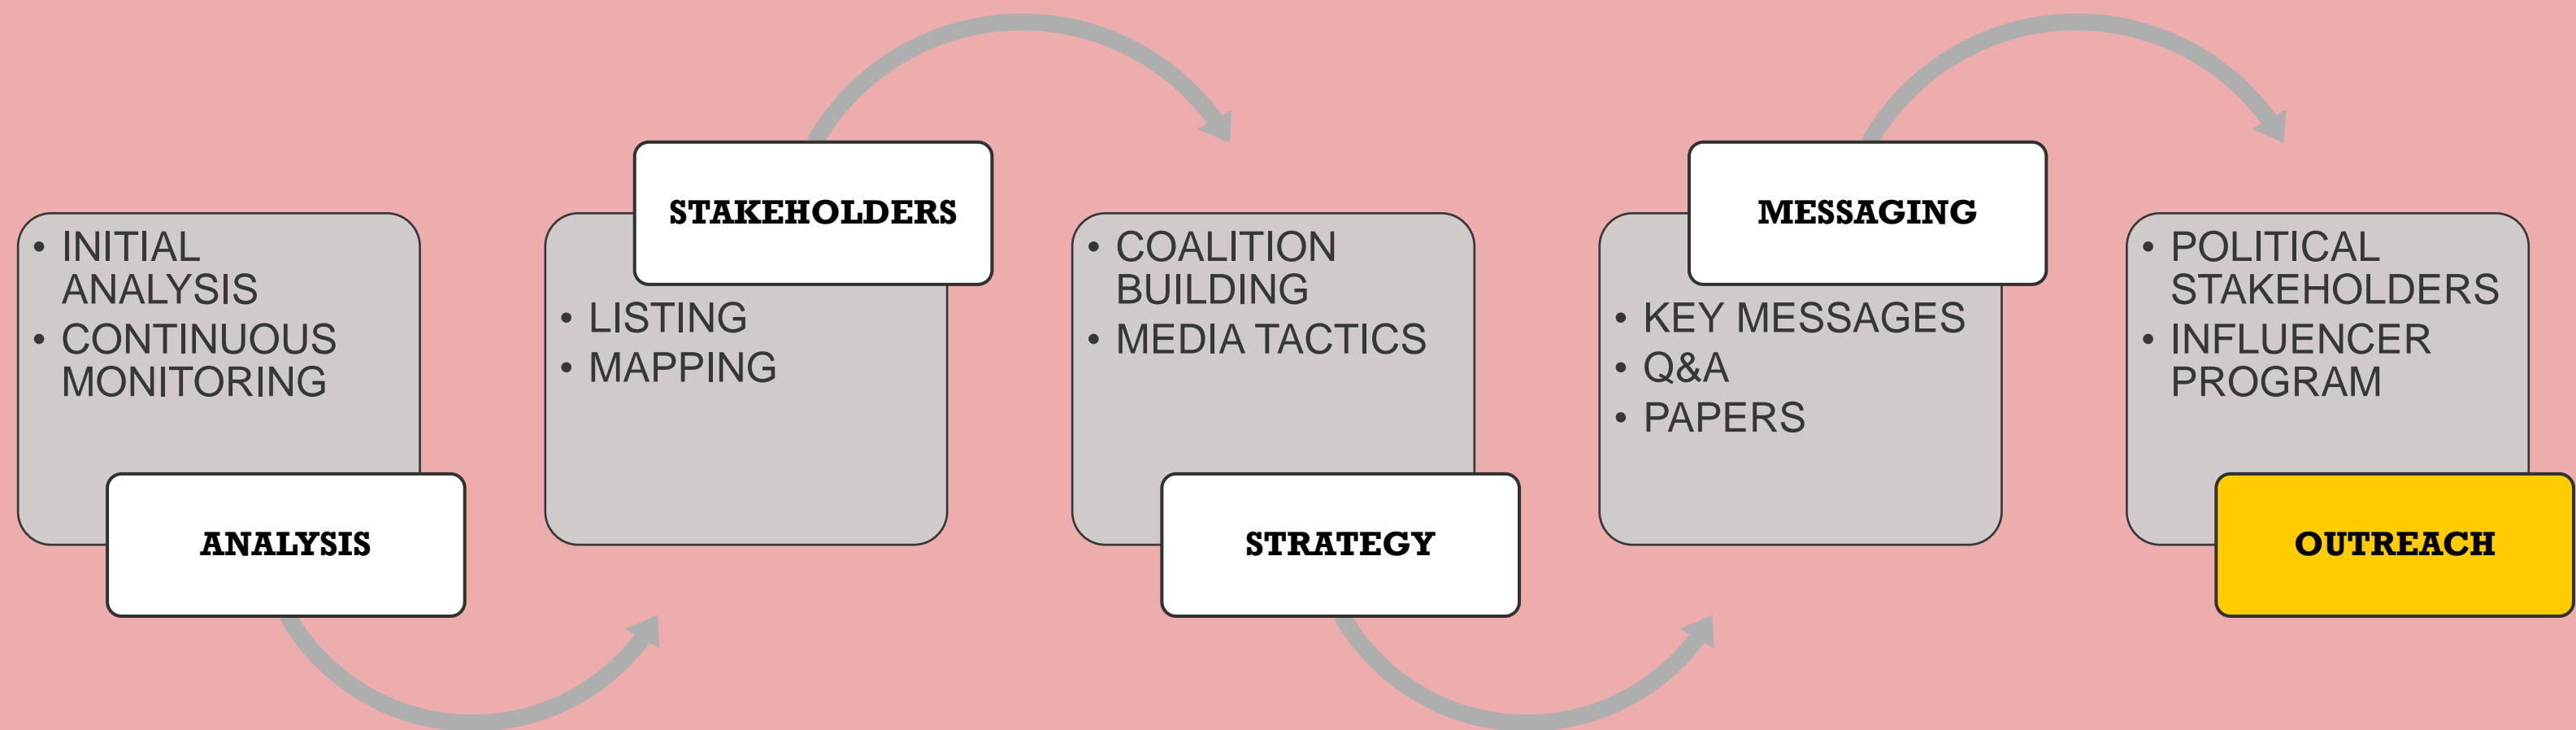 • INITIAL
ANALYSIS
• CONTINUOUS
MONITORING
ANALYSIS
STAKEHOLDERS
• LISTING
• MAPPING
• COALITION
BUILDING
• MEDIA TACTICS
STRATEGY
MESSAGING
• KEY MESSAGES
• Q&A
• PAPERS
• POLITICAL
STAKEHOLDERS
• INFLUENCER
PROGRAM
OUTREACH